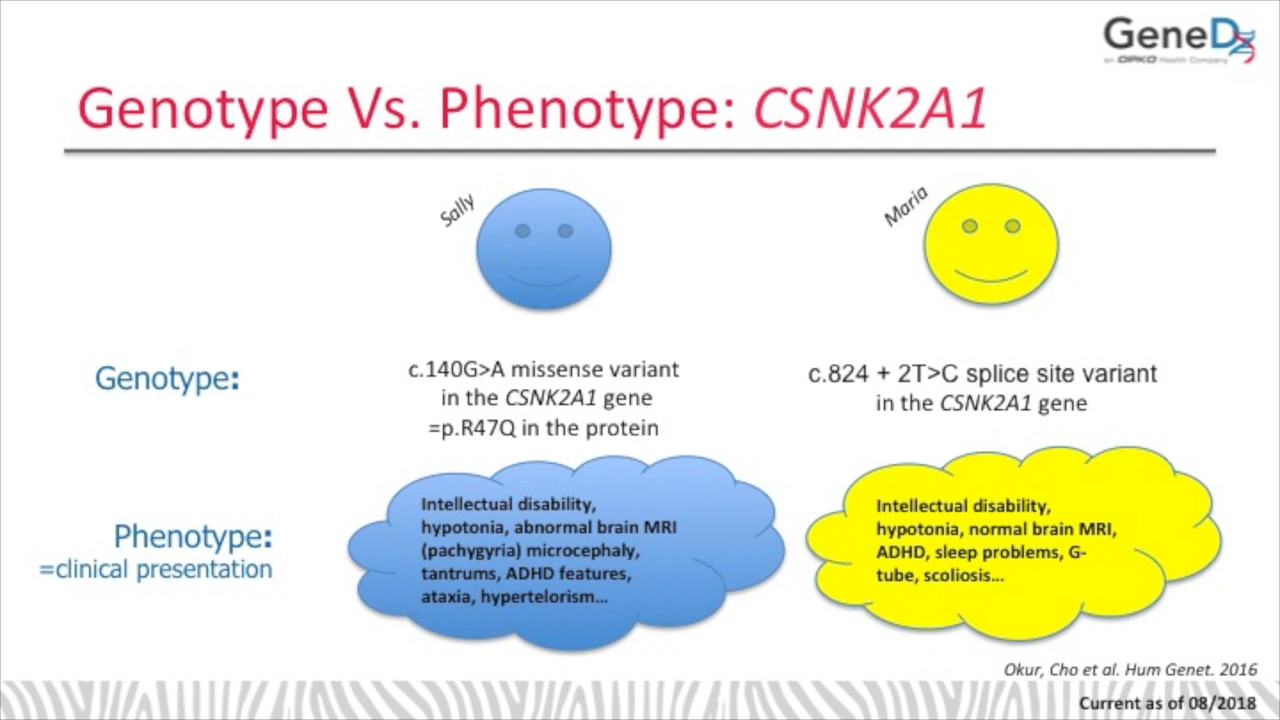 GeneDx
an OPKO Health Company
Genotype Vs. Phenotype: CSNK2A1
Sally
Maria
Genotype:
c.140G>A missense variant
in the CSNK2A1 gene
=p.R47Q in the protein
c.824 + 2T>C splice site variant
in the CSNK2A1 gene
Phenotype:
=clinical presentation
Intellectual disability,
hypotonia, abnormal brain MRI
(pachygyria) microcephaly,
tantrums, ADHD features,
ataxia, hypertelorism...
Intellectual disability,
hypotonia, normal brain MRI,
ADHD, sleep problems, G-
tube, scoliosis...
Okur, Cho et al. Hum Genet. 2016
Current as of 08/2018